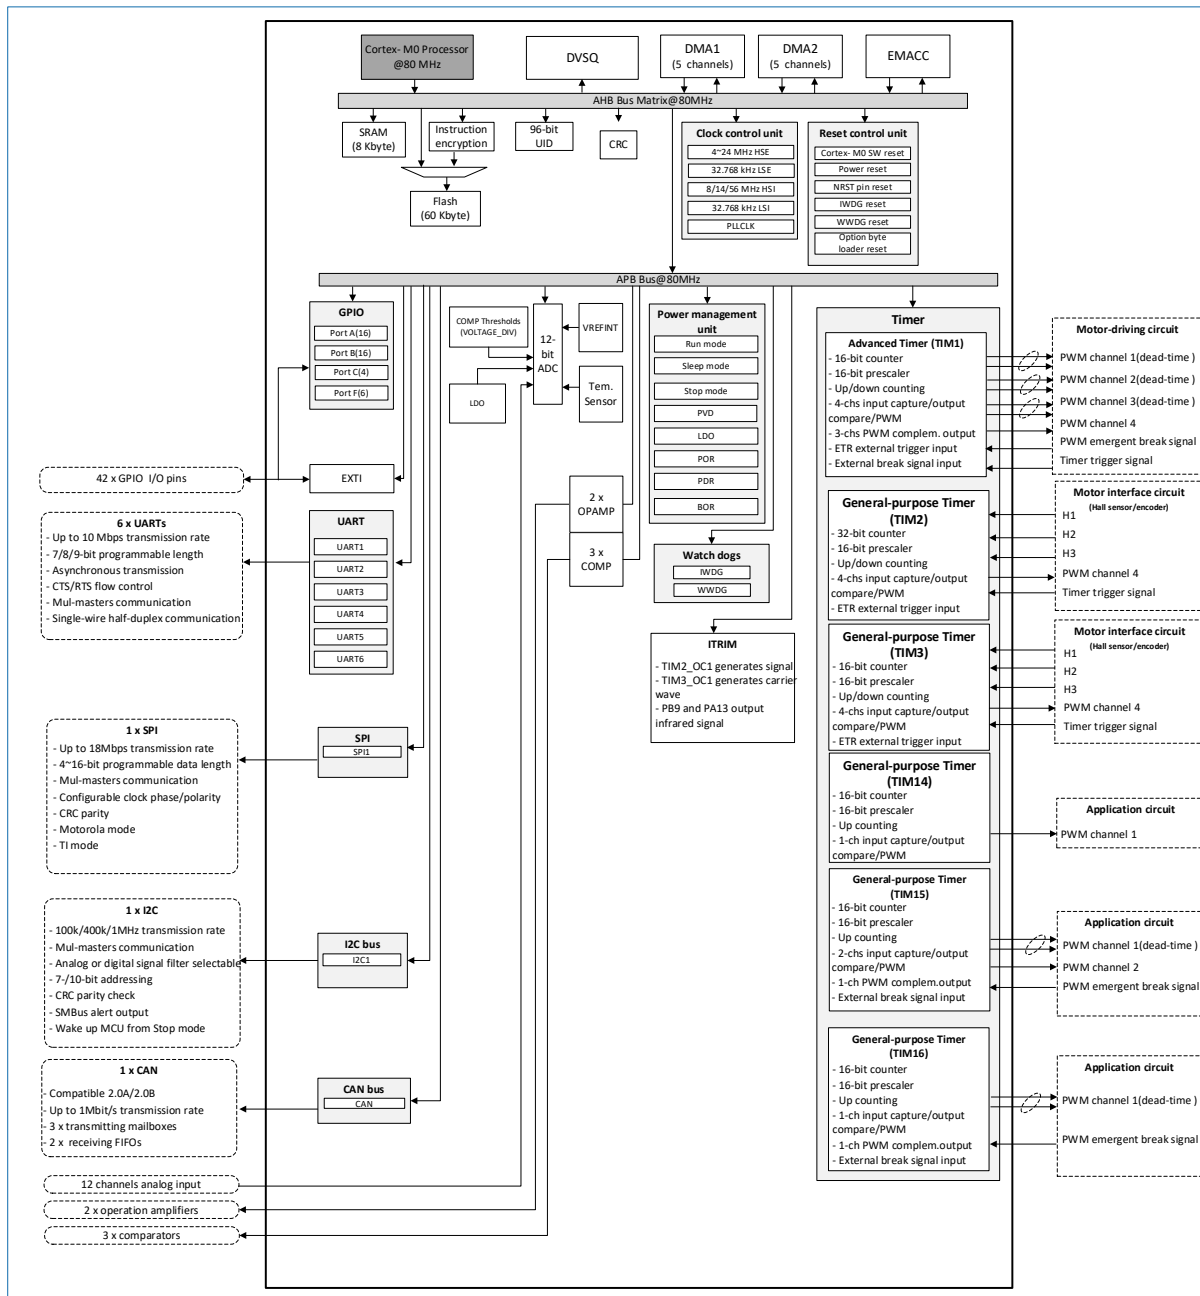 Cortex- M0 Processor
@80 MHz
DVSQ
DMA1
(5 channels)
DMA2
(5 channels)
EMACC
AHB Bus Matrix@80MHz
SRAM
(8 Kbyte)
Instruction
encryption
96-bit
UID
CRC
Flash
(60 Kbyte)
Clock control unit
4~24 MHz HSE
32.768 kHz LSE
8/14/56 MHz HSI
32.768 kHz LSI
PLLCLK
Reset control unit
Cortex- M0 SW reset
Power reset
NRST pin reset
IWDG reset
WWDG reset
Option byte
loader reset
APB Bus@80MHz
GPIO
Port A(16)
Port B(16)
Port C(4)
Port F(6)
EXTI
42 x GPIO I/O pins
COMP Thresholds
(VOLTAGE_DIV)
LDO
12-
bit
ADC
VREFINT
Tem.
Sensor
2 x
OPAMP
3 x
COMP
Power management
unit
Run mode
Sleep mode
Stop mode
PVD
LDO
POR
PDR
BOR
Watch dogs
IWDG
WWDG
ITRIM
- TIM2_OC1 generates signal
- TIM3_OC1 generates carrier
wave
- PB9 and PA13 output
infrared signal
6 x UARTs
- Up to 10 Mbps transmission rate
- 7/8/9-bit programmable length
- Asynchronous transmission
- CTS/RTS flow control
- Mul-masters communication
- Single-wire half-duplex communication
UART
UART1
UART2
UART3
UART4
UART5
UART6
1 x SPI
- Up to 18Mbps transmission rate
- 4~16-bit programmable data length
- Mul-masters communication
- Configurable clock phase/polarity
- CRC parity
- Motorola mode
- TI mode
SPI
SPI1
1 x I2C
- 100k/400k/1MHz transmission rate
- Mul-masters communication
- Analog or digital signal filter selectable
- 7-/10-bit addressing
- CRC parity check
- SMBus alert output
- Wake up MCU from Stop mode
I2C bus
I2C1
1 x CAN
- Compatible 2.0A/2.0B
- Up to 1Mbit/s transmission rate
- 3 x transmitting mailboxes
- 2 x receiving FIFOs
CAN bus
CAN
12 channels analog input
2 x operation amplifiers
3 x comparators
Timer
Advanced Timer (TIM1)
- 16-bit counter
- 16-bit prescaler
- Up/down counting
- 4-chs input capture/output
compare/PWM
- 3-chs PWM complem. output
- ETR external trigger input
- External break signal input
Motor-driving circuit
PWM channel 1(dead-time )
PWM channel 2(dead-time )
PWM channel 3(dead-time )
PWM channel 4
PWM emergent break signal
Timer trigger signal
General-purpose Timer
(TIM2)
- 32-bit counter
- 16-bit prescaler
- Up/down counting
- 4-chs input capture/output
compare/PWM
- ETR external trigger input
Motor interface circuit
(Hall sensor/encoder)
H1
H2
H3
PWM channel 4
Timer trigger signal
General-purpose Timer
(TIM3)
- 16-bit counter
- 16-bit prescaler
- Up/down counting
- 4-chs input capture/output
compare/PWM
- ETR external trigger input
Motor interface circuit
(Hall sensor/encoder)
H1
H2
H3
PWM channel 4
Timer trigger signal
General-purpose Timer
(TIM14)
- 16-bit counter
- 16-bit prescaler
- Up counting
- 1-ch input capture/output
compare/PWM
Application circuit
PWM channel 1
General-purpose Timer
(TIM15)
- 16-bit counter
- 16-bit prescaler
- Up counting
- 2-chs input capture/output
compare/PWM
- 1-ch PWM complem.output
- External break signal input
Application circuit
PWM channel 1(dead-time )
PWM channel 2
PWM emergent break signal
General-purpose Timer
(TIM16)
- 16-bit counter
- 16-bit prescaler
- Up counting
- 1-ch input capture/output
compare/PWM
- 1-ch PWM complem.output
- External break signal input
Application circuit
PWM channel 1(dead-time )
PWM emergent break signal